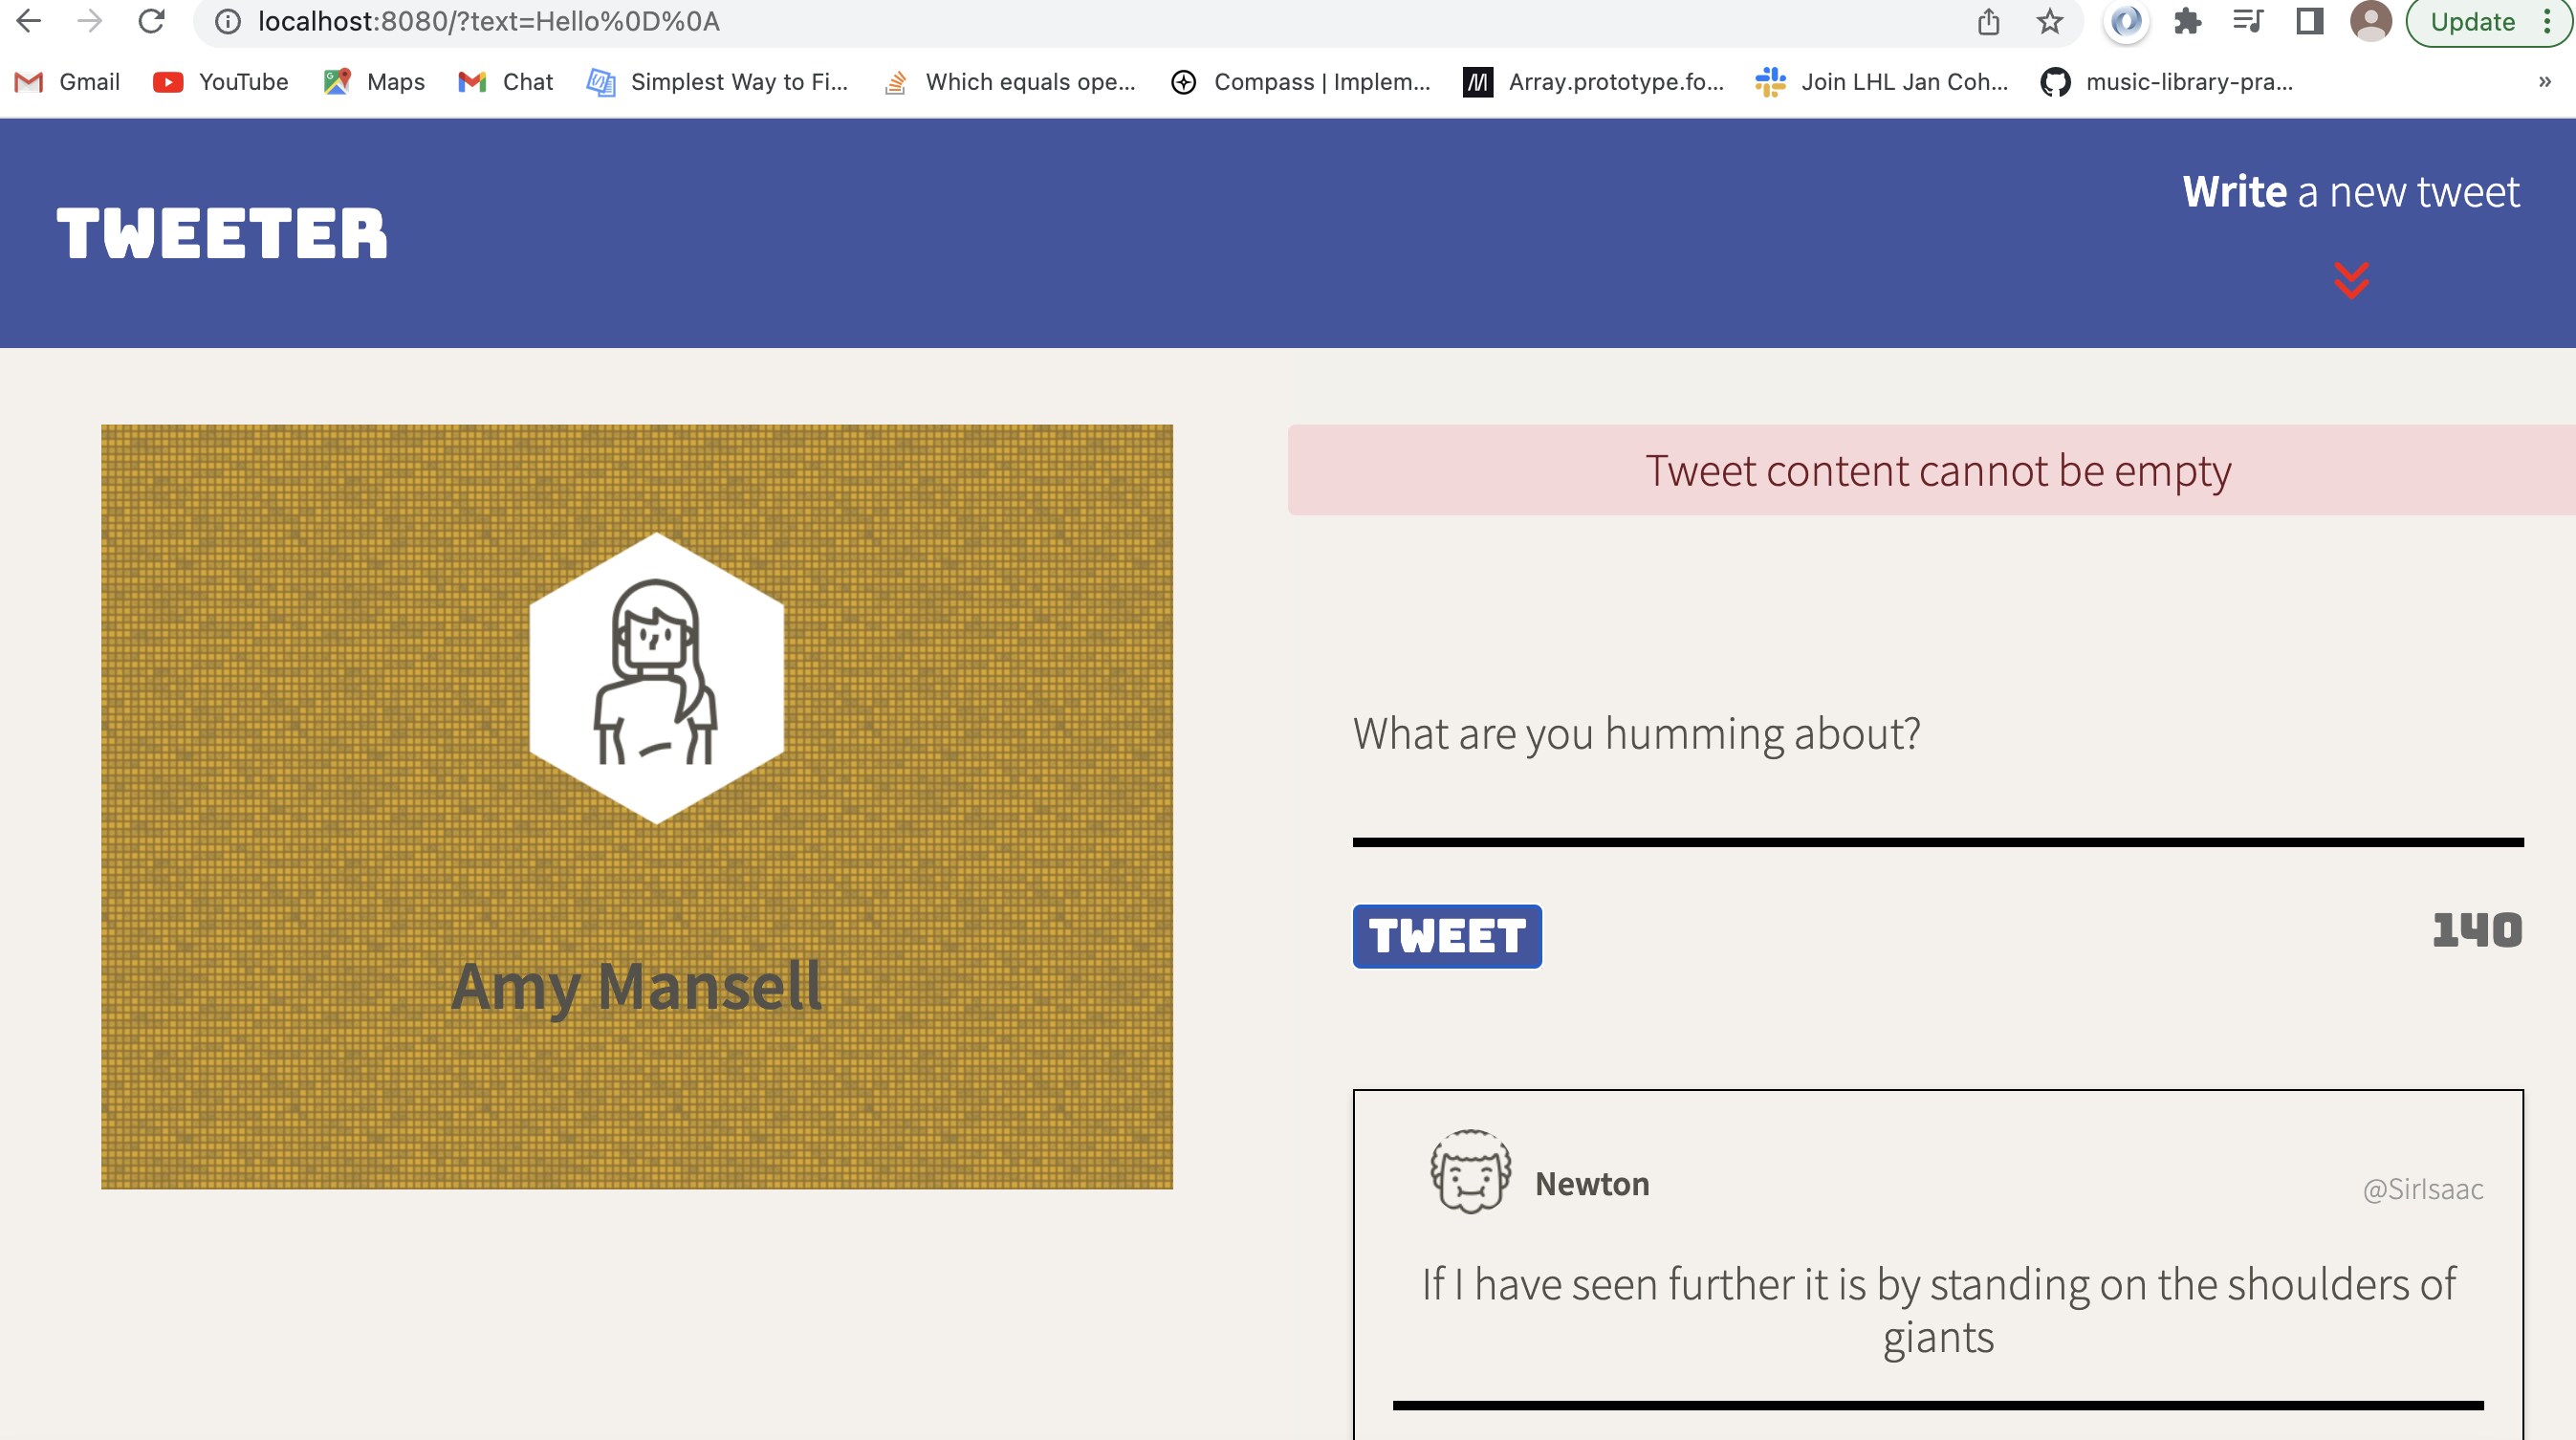 localhost:8080/?text=Hello%0D%0A
Update
Gmail
YouTube
Maps
Chat
Simplest Way to Fi...
Which equals ope...
Compass | Implem...
Array.prototype.fo...
Join LHL Jan Coh...
music-library-pra...
»
TWEETER
Write a new tweet
Tweet content cannot be empty
Amy Mansell
What are you humming about?
TWEET
140
Newton
@SirIsaac
If I have seen further it is by standing on the shoulders of
giants